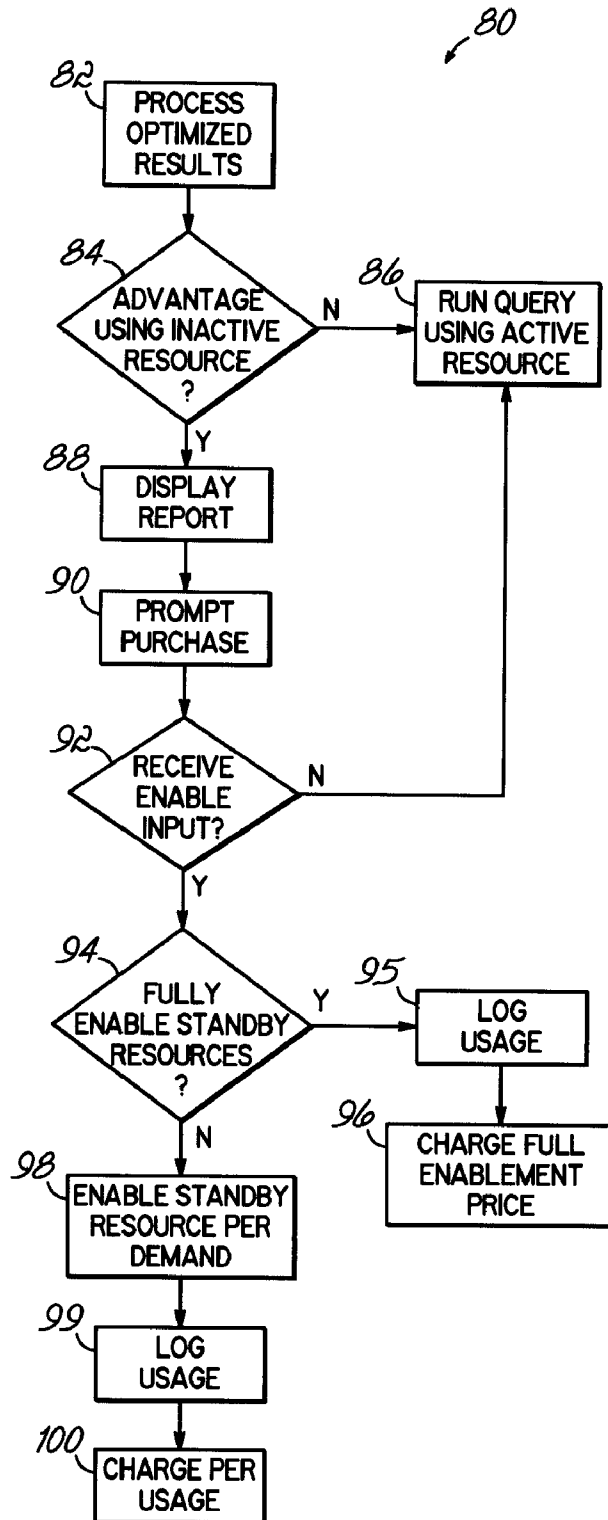 80
82
PROCESS
OPTIMIZED
RESULTS
84
ADVANTAGE
USING INACTIVE
RESOURCE
?
N
86
RUN QUERY
USING ACTIVE
RESOURCE
Y
88
DISPLAY
REPORT
90
PROMPT
PURCHASE
92
RECEIVE
ENABLE
INPUT?
N
Y
94
FULLY
ENABLE STANDBY
RESOURCES
?
Y
95
LOG
USAGE
96
CHARGE FULL
ENABLEMENT
PRICE
N
98
ENABLE STANDBY
RESOURCE PER
DEMAND
99
LOG
USAGE
100
CHARGE PER
USAGE